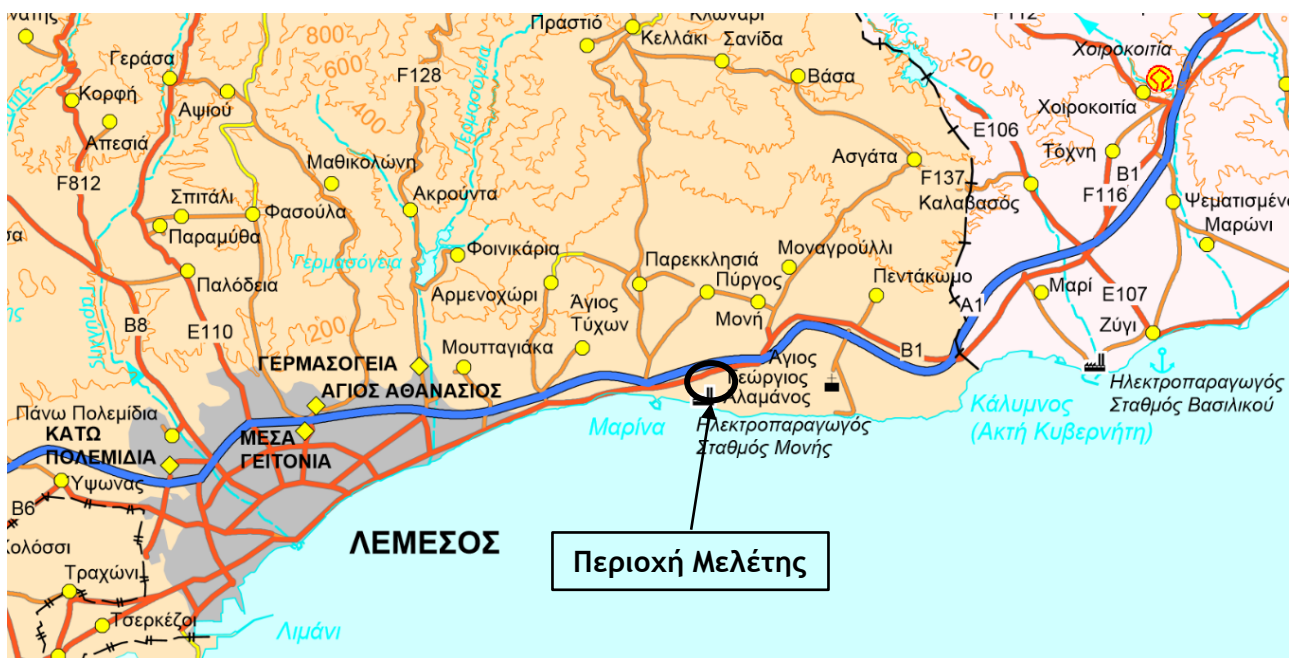 Πραστιό
Κλωνάρι
Κελλάκι
Σανίδα
Βάσα
Χοιροκοιτία
Χοιροκοιτία
Γεράσα
800
600
400
F128
Γερμασόγεια
200
Κορφή
Αψιού
Απεσιά
Μαθικολώνη
Ασγάτα
E106
Τόχνη
B1
F812
Ακρούντα
F137
Καλαβασός
F116
Ψεματισμένο
Σπιτάλι
Φασούλα
Παραμύθα
Μαρώνι
Γερμασόγεια
Φοινικάρια
Παρεκκλησιά
Μοναγρούλλι
Παλόδεια
Αρμενοχώρι
Πύργος
Πεντάκωμο
Μαρί
E107
Άγιος
Τύχων
Μονή
A1
Ζύγι
Γαρύλλης
B8
E110
200
Μουτταγιάκα
B1
ΓΕΡΜΑΣΟΓΕΙΑ
Άγιος
Γεώργιος
Αλαμάνος
ΑΓΙΟΣ ΑΘΑΝΑΣΙΟΣ
Ηλεκτροπαραγωγός
Σταθμός Βασιλικού
Πάνω Πολεμίδια
Μαρίνα
Ηλεκτροπαραγωγός
Σταθμός Μονής
Κάλυμνος
(Ακτή Κυβερνήτη)
ΚΑΤΩ
ΠΟΛΕΜΙΔΙΑ
ΜΕΣΑ
ΓΕΙΤΟΝΙΑ
Ύψωνας
B6
ΛΕΜΕΣΟΣ
Περιοχή Μελέτης
Τραχώνι
Τσερκέζοι
Λιμάνι